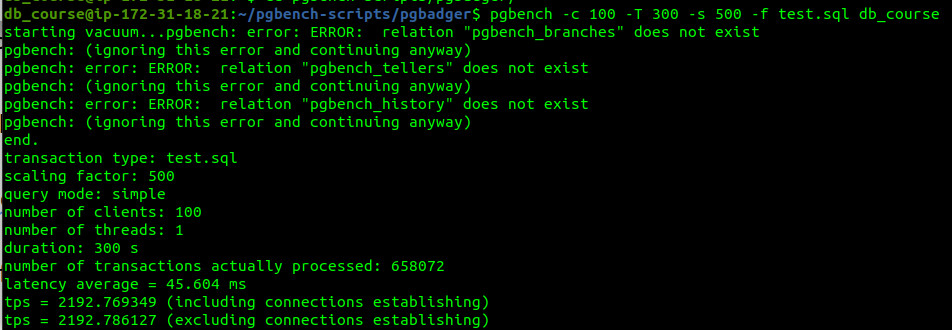 db_course@ip-172-31-18-21:~/pgbench-scripts/pgbadger$ pgbench -c 100 -T 300 -s 500 -f test.sql db_course
starting vacuum...pgbench: error: ERROR:  relation "pgbench_branches" does not exist
pgbench: (ignoring this error and continuing anyway)
pgbench: error: ERROR:  relation "pgbench_tellers" does not exist
pgbench: (ignoring this error and continuing anyway)
pgbench: error: ERROR:  relation "pgbench_history" does not exist
pgbench: (ignoring this error and continuing anyway)
end.
transaction type: test.sql
scaling factor: 500
query mode: simple
number of clients: 100
number of threads: 1
duration: 300 s
number of transactions actually processed: 658072
latency average = 45.604 ms
tps = 2192.769349 (including connections establishing)
tps = 2192.786127 (excluding connections establishing)